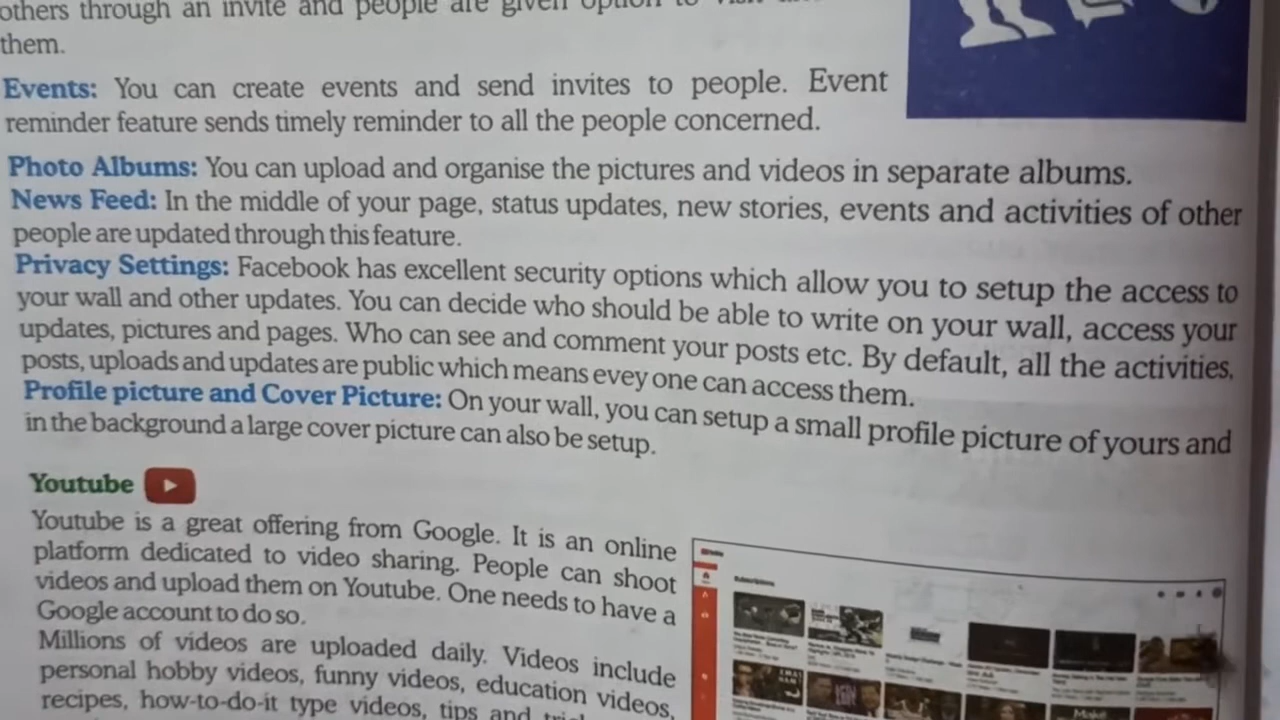 others through an invite and people are given option to visit
them.
Events: You can create events and send invites to people. Event
reminder feature sends timely reminder to all the people concerned.
Photo Albums: You can upload and organise the pictures and videos in separate albums.
News Feed: In the middle of your page, status updates, new stories, events and activities of other
people are updated through this feature.
Privacy Settings: Facebook has excellent security options which allow you to setup the access to
your wall and other updates. You can decide who should be able to write on your wall, access your
updates, pictures and pages. Who can see and comment your posts etc. By default, all the activities,
posts, uploads and updates are public which means evey one can access them.
Profile picture and Cover Picture: On your wall, you can setup a small profile picture of yours and
in the background a large cover picture can also be setup.
Youtube
Youtube is a great offering from Google. It is an online
platform dedicated to video sharing. People can shoot
videos and upload them on Youtube. One needs to have a
Google account to do so.
Millions of videos are uploaded daily. Videos include
personal hobby videos, funny videos, education videos,
recipes, how-to-do-it type videos, tips and
Subscriptions